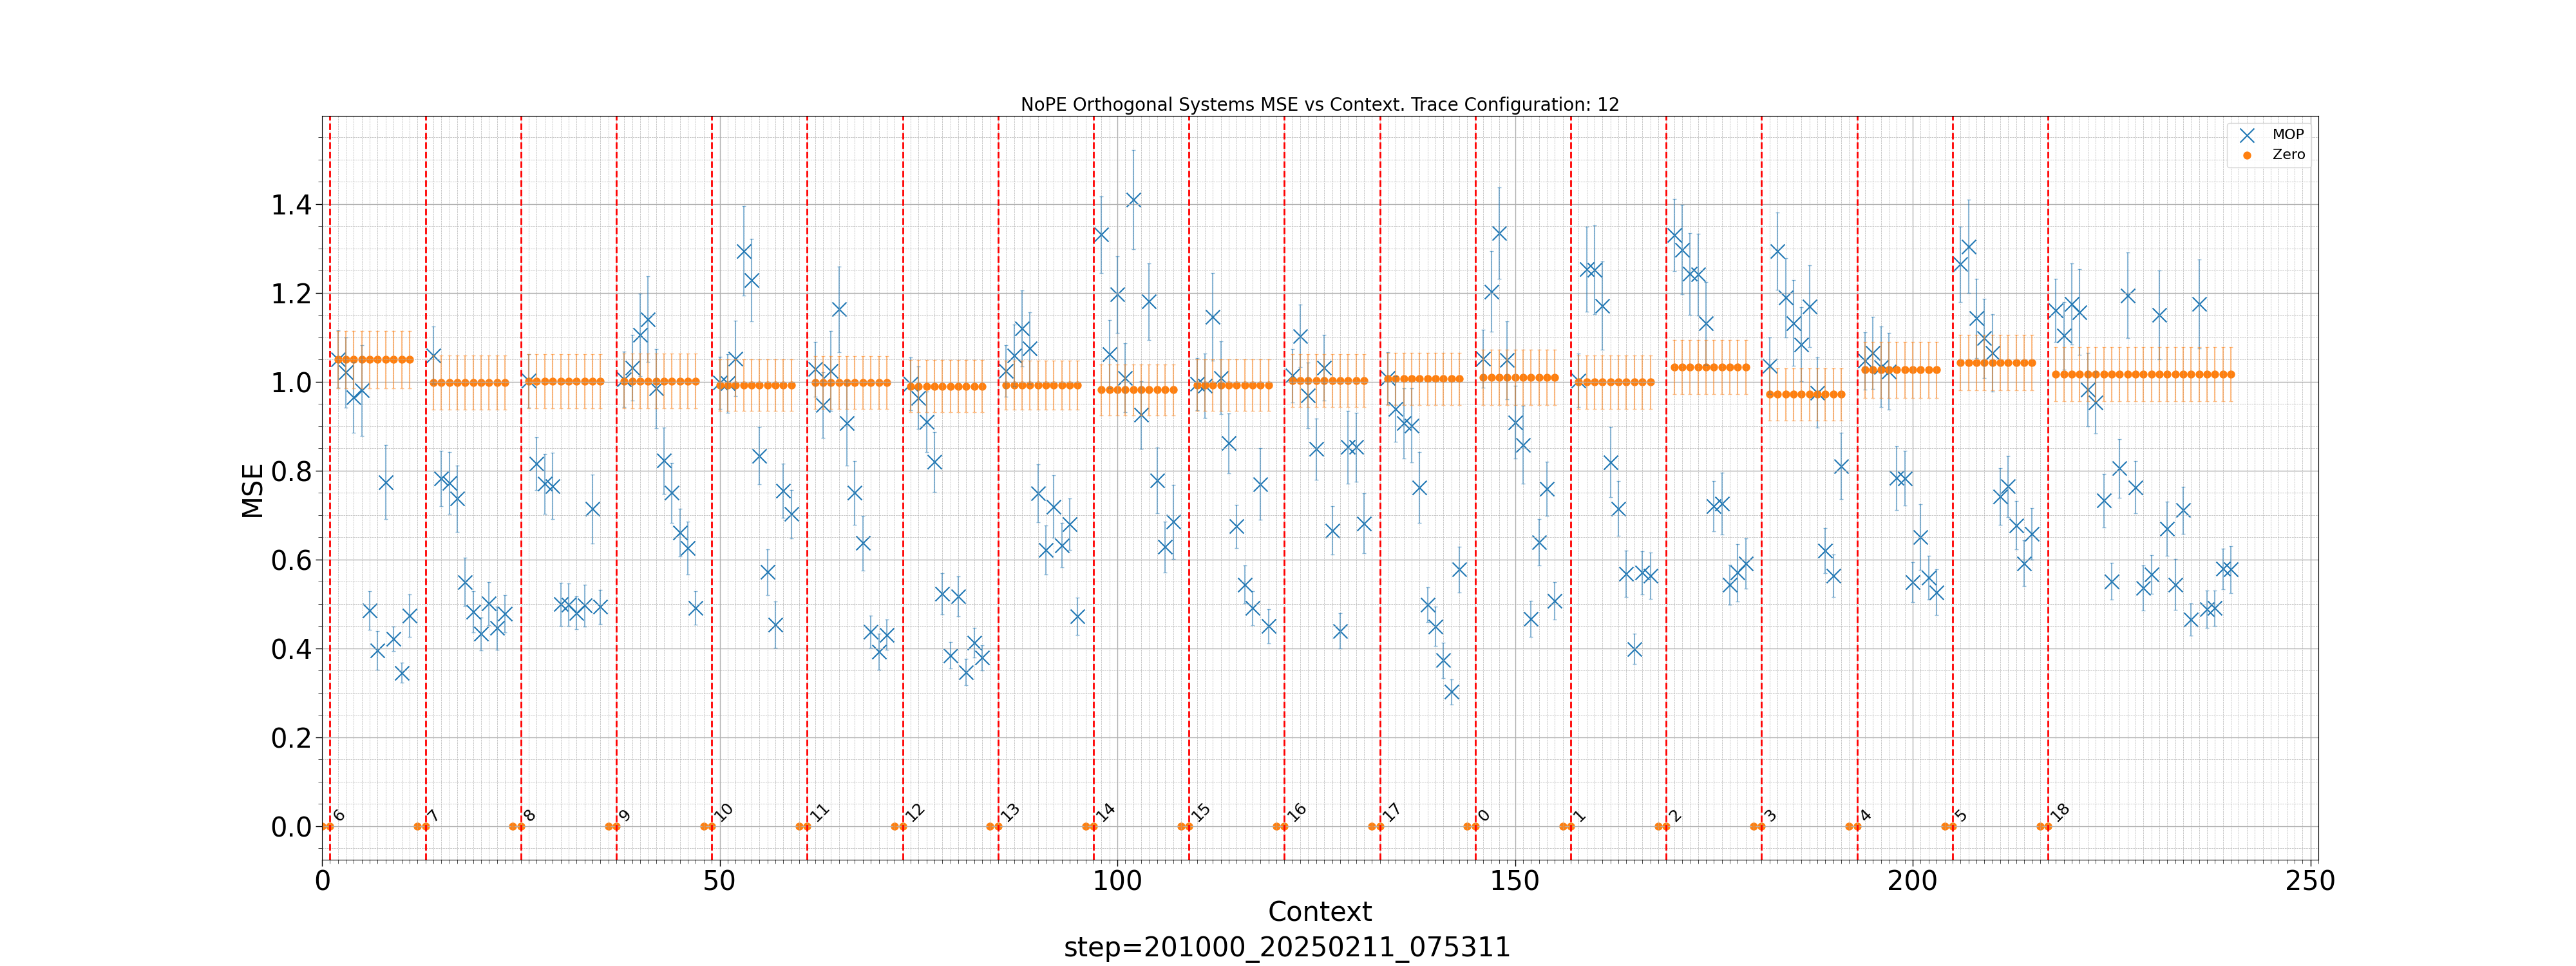 NoPE Orthogonal Systems MSE vs Context. Trace Configuration: 12
MOP
Zero
1.4
1.2
1.0
0.8
0.6
0.4
0.2
0.0
MSE
6 7 8 9 10 11 12 13 14 15 16 17 0 1 2 3 4 5 18
0 50 100 150 200 250
Context
step=201000_20250211_075311